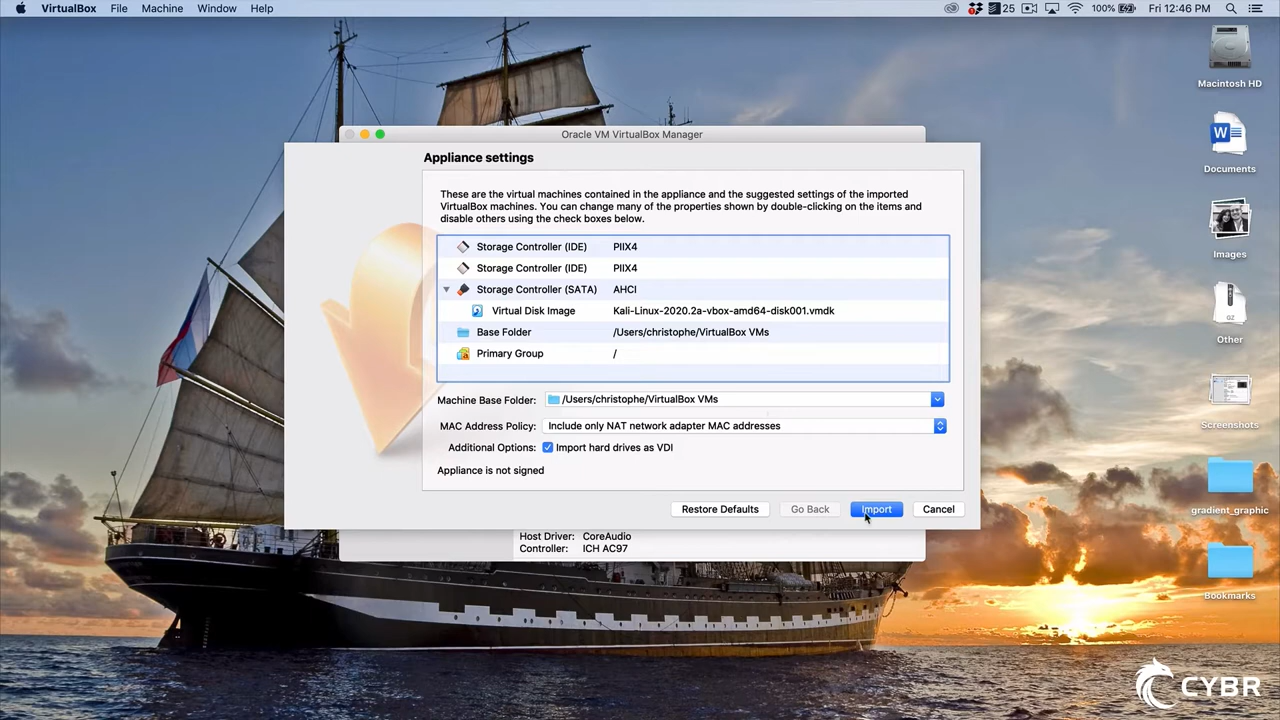 VirtualBox File Machine Window Help 25 100% Fri 12:46 PM
Macintosh HD
Documents
Images
GZ
Other
Screenshots
gradient_graphic
Bookmarks
Oracle VM VirtualBox Manager
Appliance settings
These are the virtual machines contained in the appliance and the suggested settings of the imported
VirtualBox machines. You can change many of the properties shown by double-clicking on the items and
disable others using the check boxes below.
Storage Controller (IDE) PIIX4
Storage Controller (IDE) PIIX4
Storage Controller (SATA) AHCI
Virtual Disk Image Kali-Linux-2020.2a-vbox-amd64-disk001.vmdk
Base Folder /Users/christophe/VirtualBox VMs
Primary Group /
Machine Base Folder: /Users/christophe/VirtualBox VMs
MAC Address Policy: Include only NAT network adapter MAC addresses
Additional Options: Import hard drives as VDI
Appliance is not signed
Restore Defaults Go Back Import Cancel
Host Driver: CoreAudio
Controller: ICH AC97
CYBR